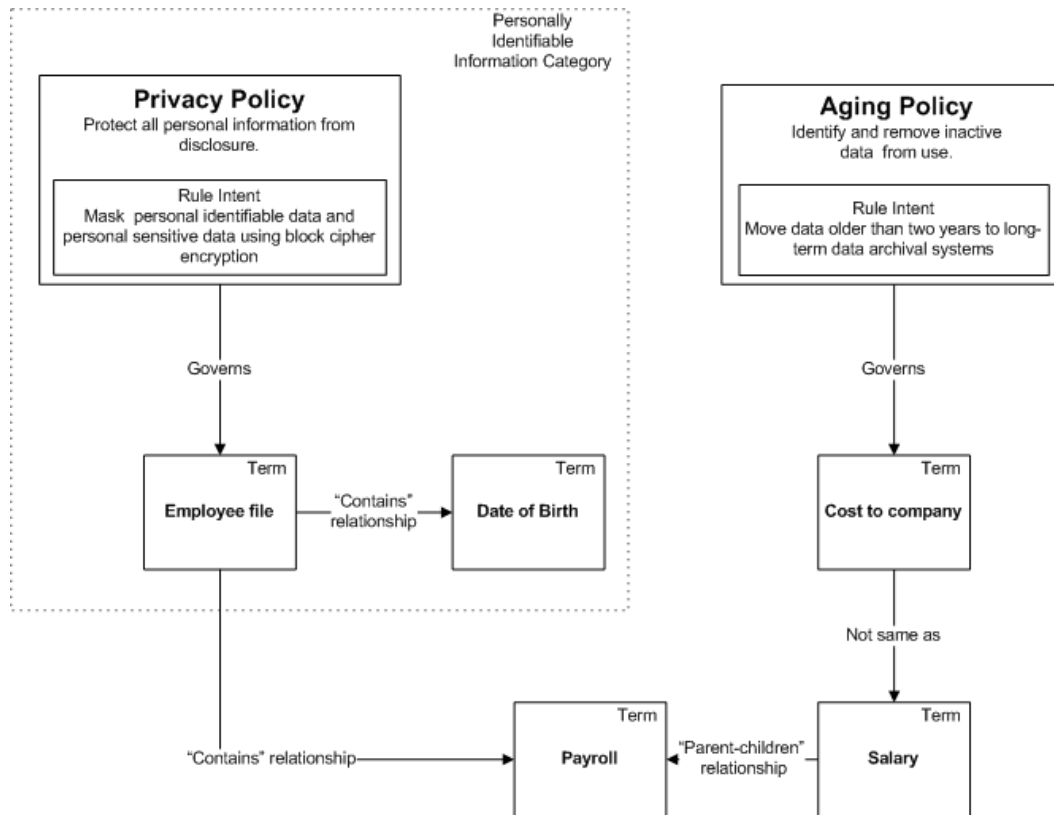 Personally
Identifiable
Information Category
Privacy Policy
Protect all personal information from
disclosure.
Rule Intent
Mask personal identifiable data and
personal sensitive data using block cipher
encryption
Aging Policy
Identify and remove inactive
data from use.
Rule Intent
Move data older than two years to long-
term data archival systems
Governs
Governs
Term
Employee file
“Contains”
relationship
Term
Date of Birth
Term
Cost to company
Not same as
“Contains” relationship
Term
Payroll
“Parent-children”
relationship
Term
Salary